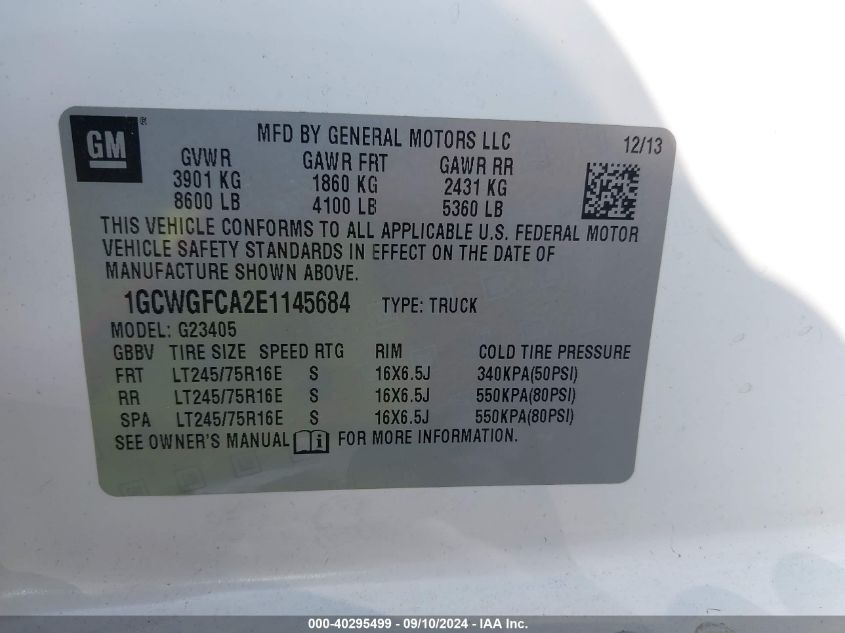 GM®
MFD BY GENERAL MOTORS LLC 12/13
GVWR GAWR FRT GAWR RR
3901 KG 1860 KG 2431 KG
8600 LB 4100 LB 5360 LB
THIS VEHICLE CONFORMS TO ALL APPLICABLE U.S. FEDERAL MOTOR
VEHICLE SAFETY STANDARDS IN EFFECT ON THE DATE OF
MANUFACTURE SHOWN ABOVE.
1GCWGFCA2E1145684 TYPE: TRUCK
MODEL: G23405
GBBV TIRE SIZE SPEED RTG RIM COLD TIRE PRESSURE
FRT LT245/75R16E S 16X6.5J 340KPA(50PSI)
RR LT245/75R16E S 16X6.5J 550KPA(80PSI)
SPA LT245/75R16E S 16X6.5J 550KPA(80PSI)
SEE OWNER'S MANUAL i FOR MORE INFORMATION.
000-40295499 - 09/10/2024 - IAA Inc.